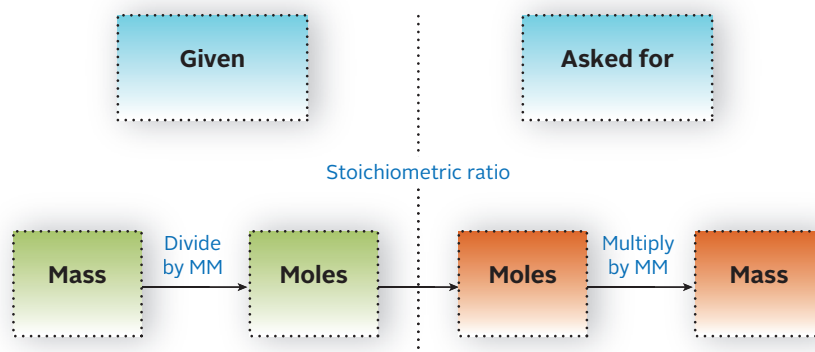 Given
Asked for
Stoichiometric ratio
Mass
Divide
by MM
Moles
Moles
Multiply
by MM
Mass